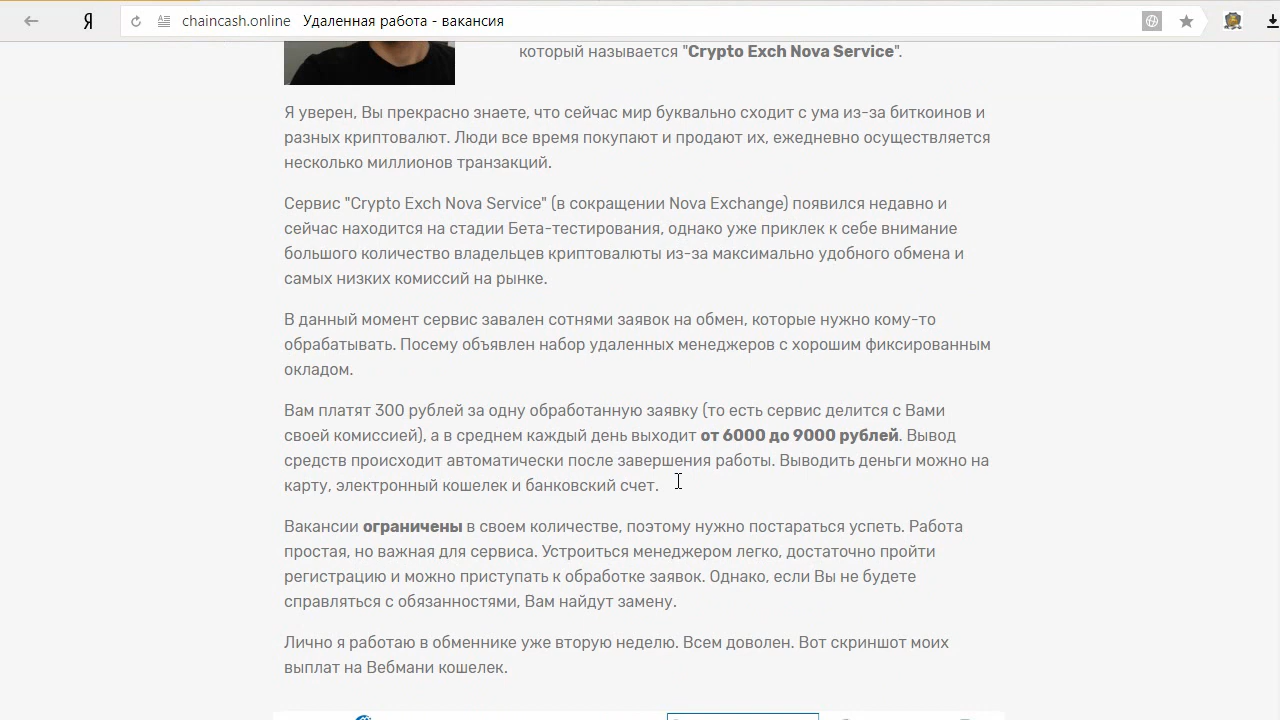 Я chaincash.online Удаленная работа - вакансия
который называется "Crypto Exch Nova Service".
Я уверен, Вы прекрасно знаете, что сейчас мир буквально сходит с ума из-за биткоинов и
разных криптовалют. Люди все время покупают и продают их, ежедневно осуществляется
несколько миллионов транзакций.
Сервис "Crypto Exch Nova Service" (в сокращении Nova Exchange) появился недавно и
сейчас находится на стадии Бета-тестирования, однако уже приклек к себе внимание
большого количество владельцев криптовалюты из-за максимально удобного обмена и
самых низких комиссий на рынке.
В данный момент сервис завален сотнями заявок на обмен, которые нужно кому-то
обрабатывать. Посему объявлен набор удаленных менеджеров с хорошим фиксированным
окладом.
Вам платят 300 рублей за одну обработанную заявку (то есть сервис делится с Вами
своей комиссией), а в среднем каждый день выходит от 6000 до 9000 рублей. Вывод
средств происходит автоматически после завершения работы. Выводить деньги можно на
карту, электронный кошелек и банковский счет.
Вакансии ограничены в своем количестве, поэтому нужно постараться успеть. Работа
простая, но важная для сервиса. Устроиться менеджером легко, достаточно пройти
регистрацию и можно приступать к обработке заявок. Однако, если Вы не будете
справляться с обязанностями, Вам найдут замену.
Лично я работаю в обменнике уже вторую неделю. Всем доволен. Вот скриншот моих
выплат на Вебмани кошелек.